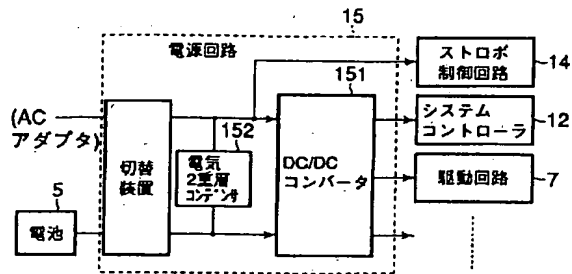 15
電源回路
151
ストロボ
制御回路
14
(AC
アダプタ)
152
システム
コントローラ
12
切替
装置
電気
2重層
コンデンサ
DC/DC
コンバータ
駆動回路
7
5
電池